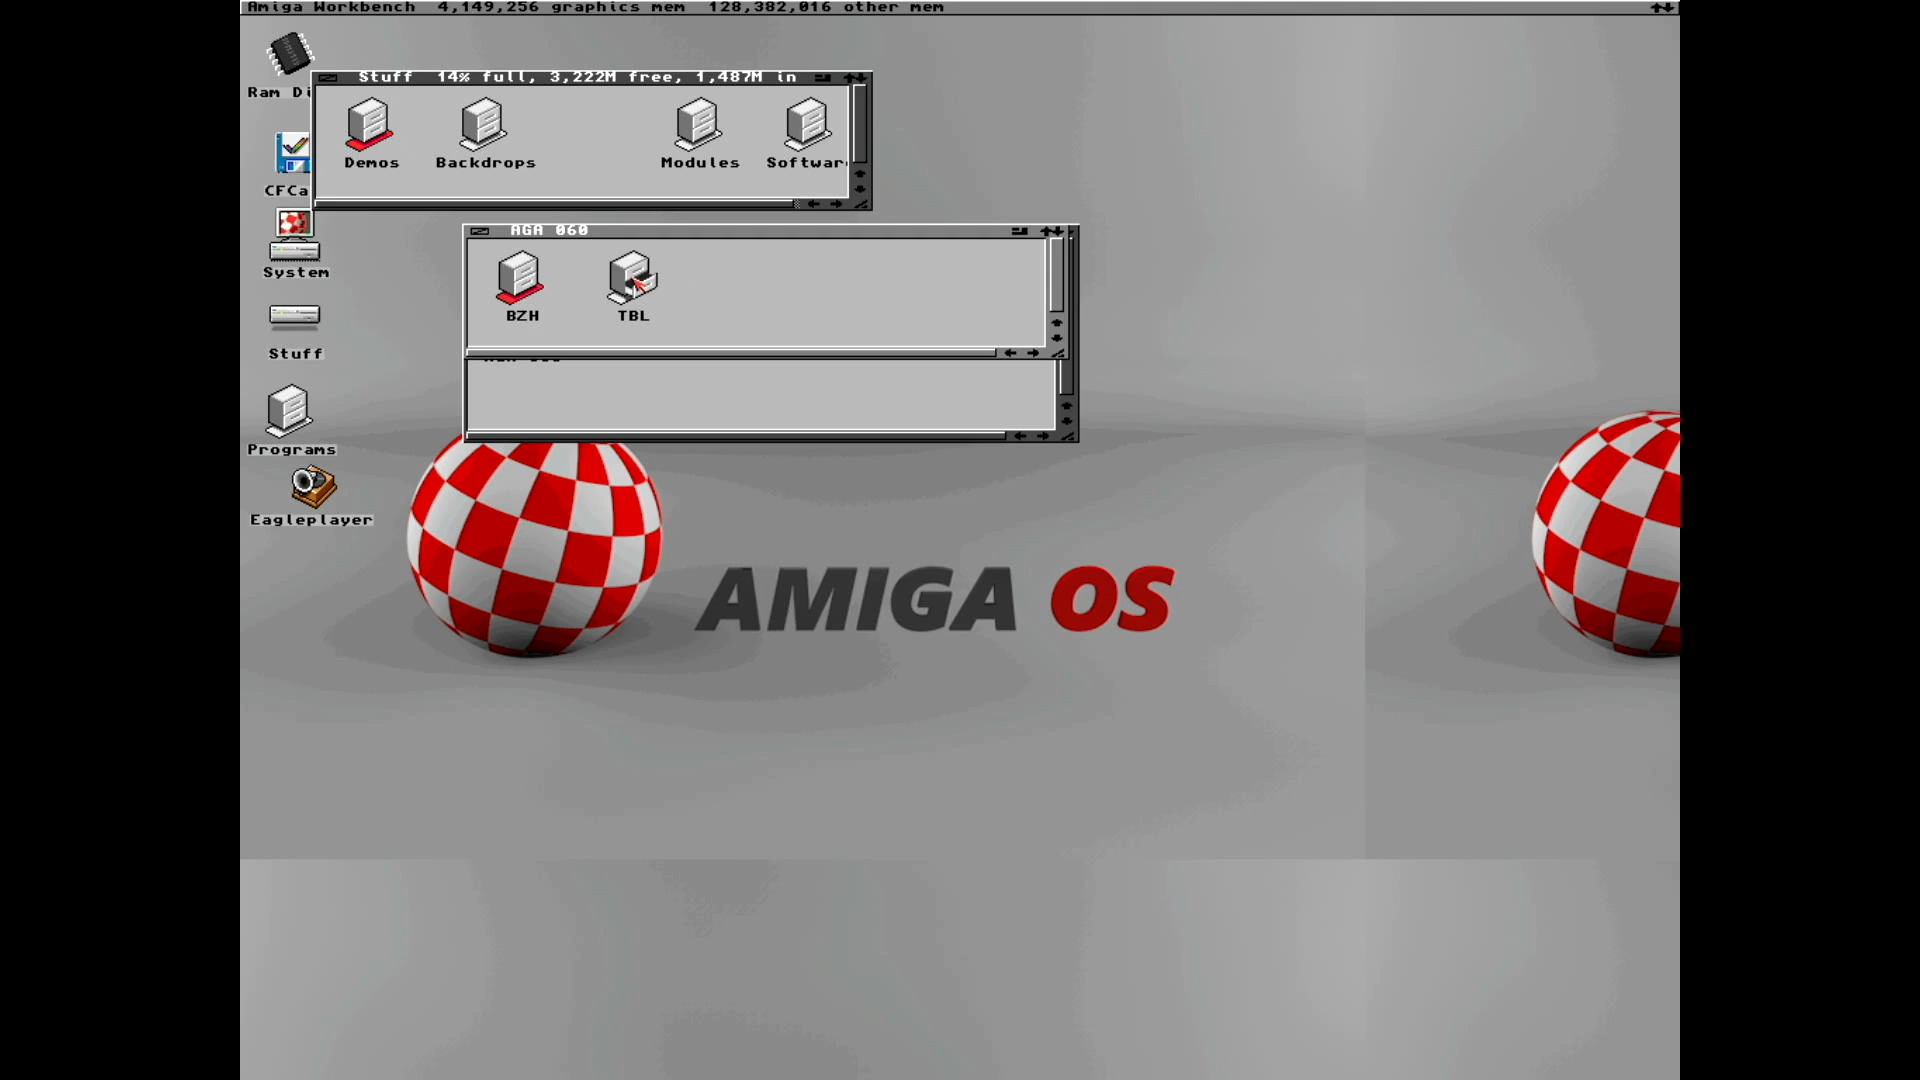 Amiga Workbench  4,149,256 graphics mem  128,382,016 other mem
Ram Di
Stuff  14% full, 3,222M free, 1,487M in
Demos
Backdrops
Modules
Softwar
CFCa
AGA 060
System
BZH
TBL
Stuff
Programs
Eagleplayer
AMIGA OS